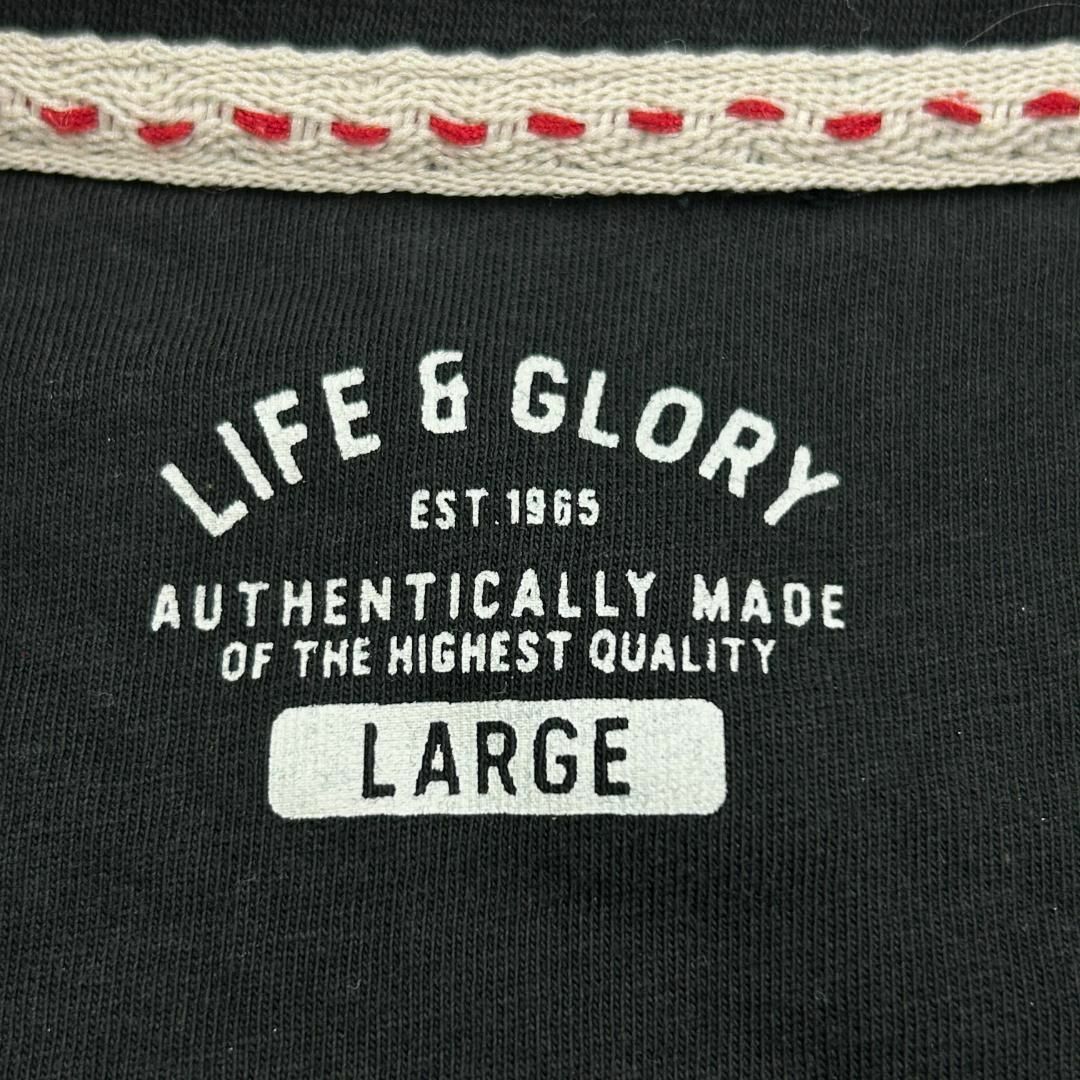 LIFE & GLORY
EST. 1965
AUTHENTICALLY MADE
OF THE HIGHEST QUALITY
LARGE